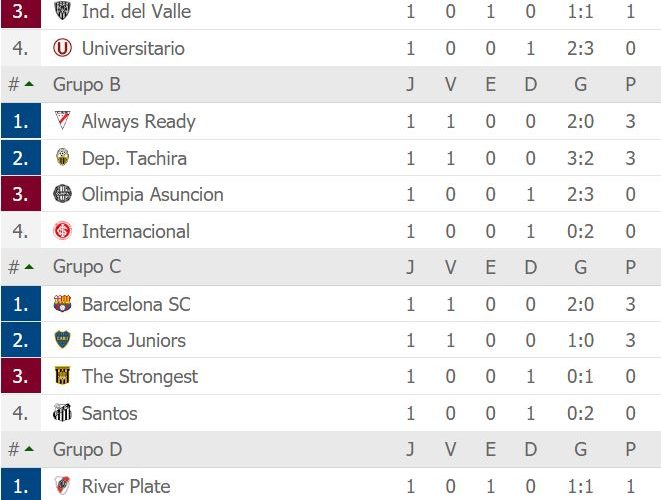 3. Ind. del Valle 1 0 1 0 1:1 1
4. Universitario 1 0 0 1 2:3 0
# Grupo B J V E D G P
1. Always Ready 1 1 0 0 2:0 3
2. Dep. Tachira 1 1 0 0 3:2 3
3. Olimpia Asuncion 1 0 0 1 2:3 0
4. Internacional 1 0 0 1 0:2 0
# Grupo C J V E D G P
1. Barcelona SC 1 1 0 0 2:0 3
2. Boca Juniors 1 1 0 0 1:0 3
3. The Strongest 1 0 0 1 0:1 0
4. Santos 1 0 0 1 0:2 0
# Grupo D J V E D G P
1. River Plate 1 0 1 0 1:1 1